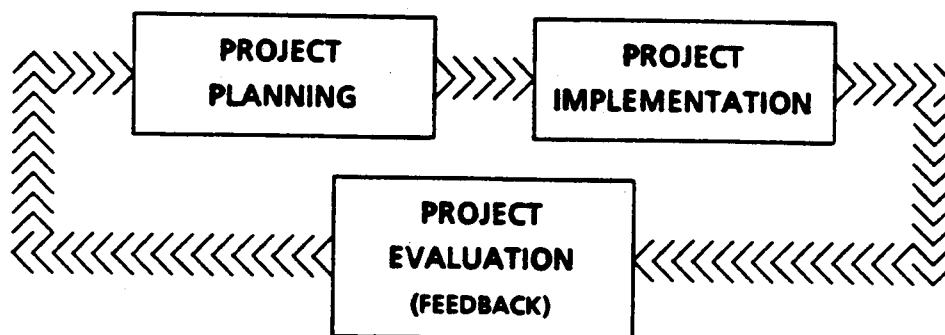 PROJECT
PLANNING
PROJECT
IMPLEMENTATION
PROJECT
EVALUATION
(FEEDBACK)